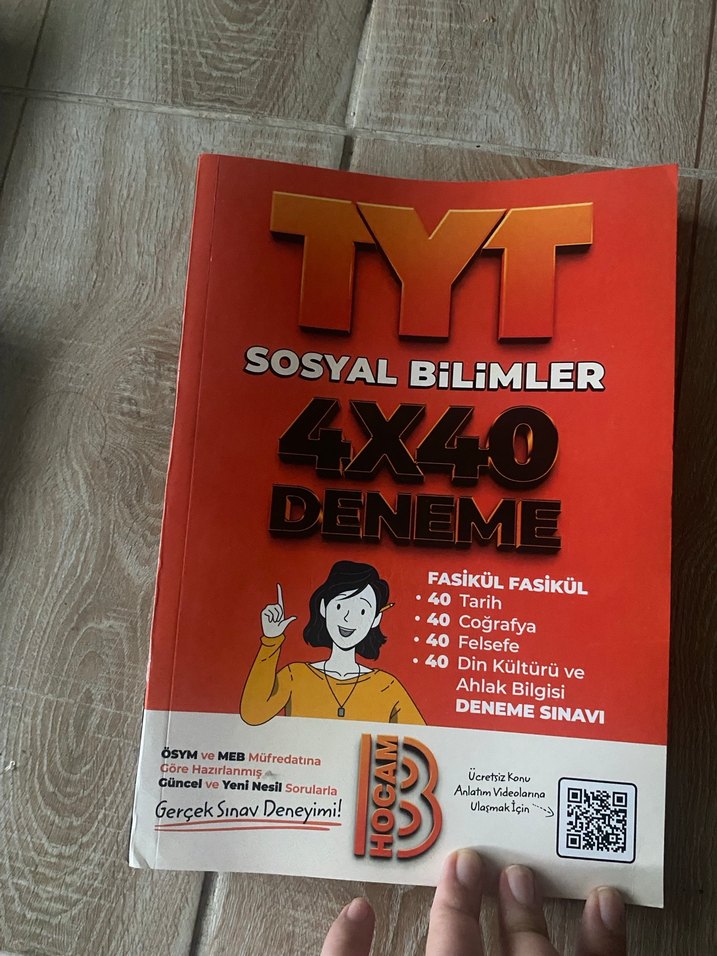 TYT
SOSYAL BİLİMLER
4X40
DENEME
FASİKÜL FASİKÜL
• 40 Tarih
• 40 Coğrafya
• 40 Felsefe
• 40 Din Kültürü ve
Ahlak Bilgisi
DENEME SINAVI
ÖSYM ve MEB Müfredatına
Göre Hazırlanmış
Güncel ve Yeni Nesil Sorularla
Gerçek Sınav Deneyimi!
B HOCAM
Ücretsiz Konu
Anlatım Videolarına
Ulaşmak İçin